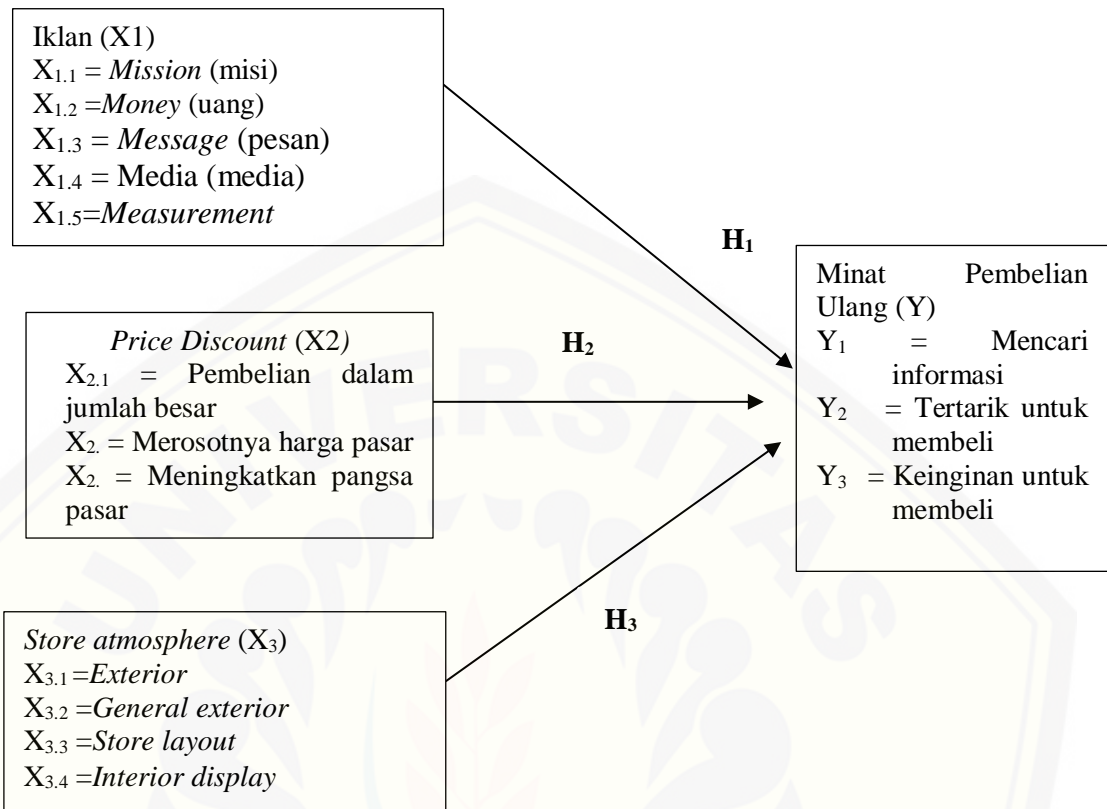 Iklan (X1)
X1.1 = Mission (misi)
X1.2 =Money (uang)
X1.3 = Message (pesan)
X1.4 = Media (media)
X1.5=Measurement
H1
Minat Pembelian
Ulang (Y)
Y1 = Mencari
informasi
Y2 = Tertarik untuk
membeli
Y3 = Keinginan untuk
membeli
Price Discount (X2)
X2.1 = Pembelian dalam
jumlah besar
X2. = Merosotnya harga pasar
X2. = Meningkatkan pangsa
pasar
H2
Store atmosphere (X3)
X3.1 =Exterior
X3.2 =General exterior
X3.3 =Store layout
X3.4 =Interior display
H3
UNIVERSITAS